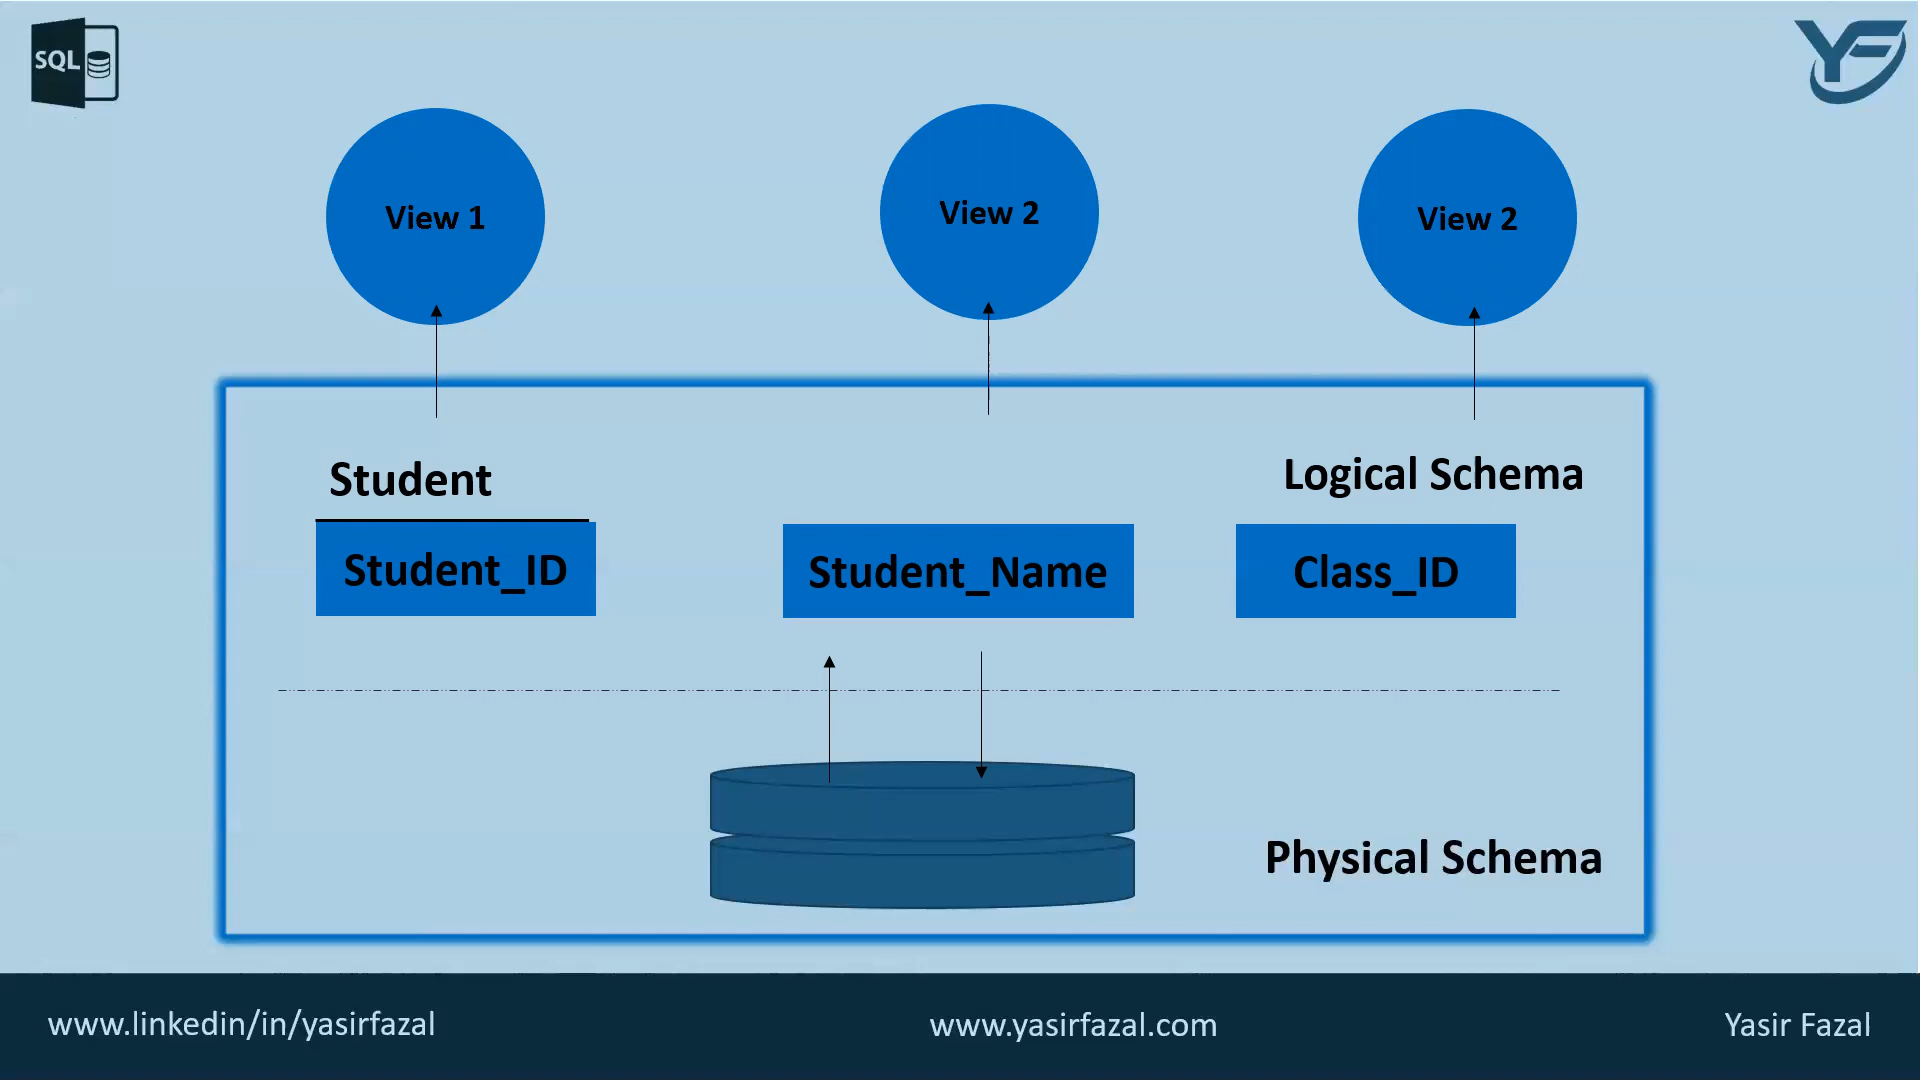 SQL
YF
View 1
View 2
View 2
Student
Logical Schema
Student_ID
Student_Name
Class_ID
Physical Schema
www.linkedin/in/yasirfazal
www.yasirfazal.com
Yasir Fazal